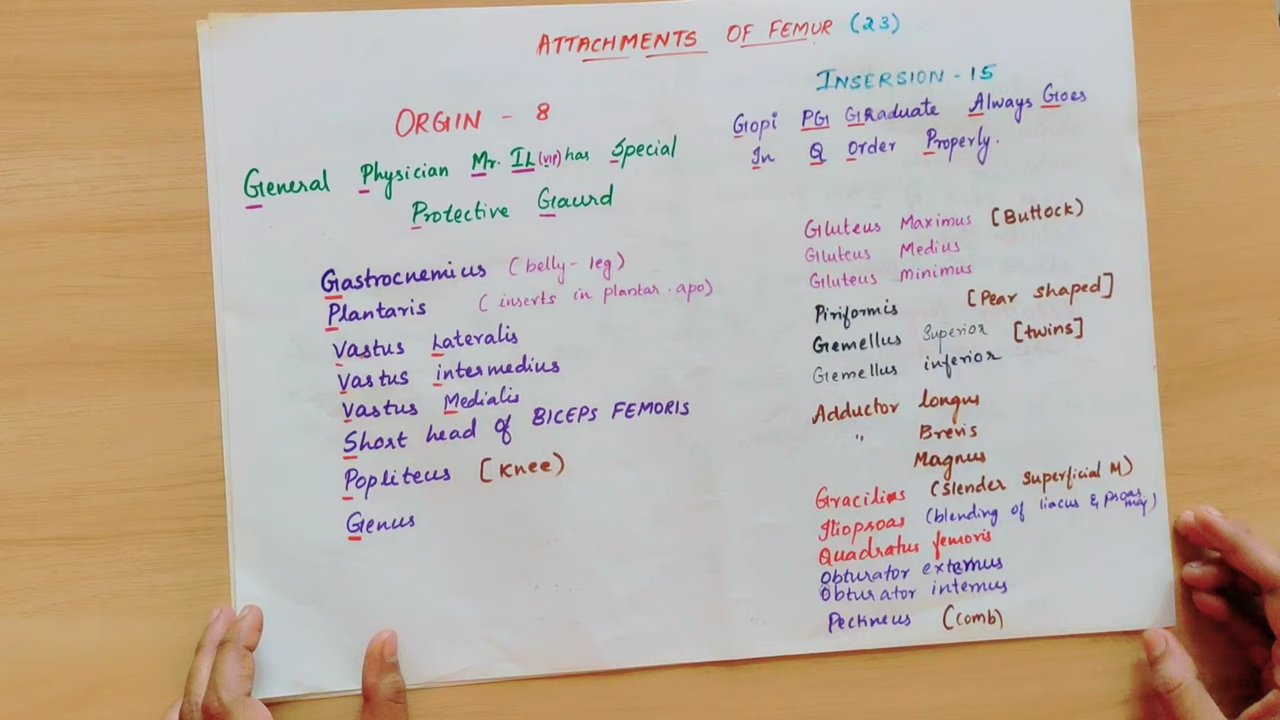 ATTACHMENTS OF FEMUR (23)
ORGIN - 8
General Physician Mr. IL (VIP) has Special
Protective Gaurd
Gastrocnemius (belly - leg)
Plantaris (inserts in plantar. apo)
Vastus Lateralis
Vastus intermedius
Vastus Medialis
Short head of BICEPS FEMORIS
Popliteus [Knee)
Genus
INSERSION - 15
Gopi PG GRaduate Always Goes
In Q Order Properly.
Gluteus Maximus [Buttock)
Gluteus Medius
Gluteus minimus
Piriformis [Pear shaped]
Gemellus Superior [twins]
Gemellus inferior
Adductor longus
" Brevis
Magnus
Gracilis (Slender superficial M)
Iliopsoas (blending of liacus & psoas maj)
Quadratus femoris
Obturator externus
Obturator internus
Pectineus (comb)